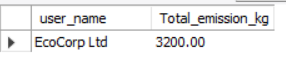 user_name Total_emission_kg
EcoCorp Ltd 3200.00